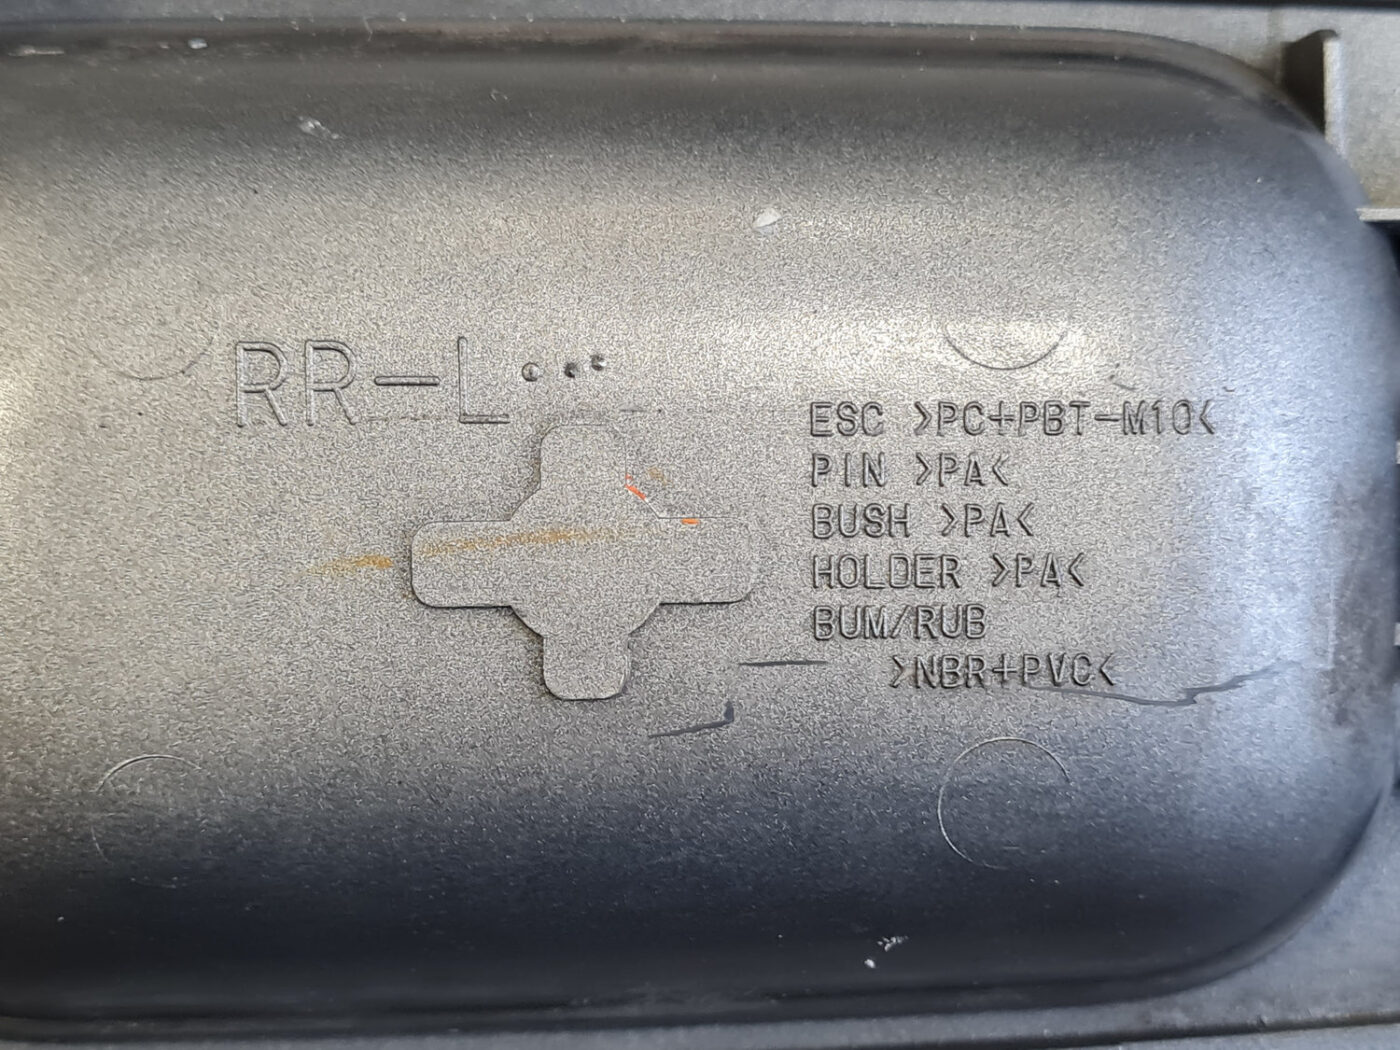 RR-L
ESC >PC+PBT-M10<
PIN >PA<
BUSH >PA<
HOLDER >PA<
BUM/RUB
>NBR+PVC<